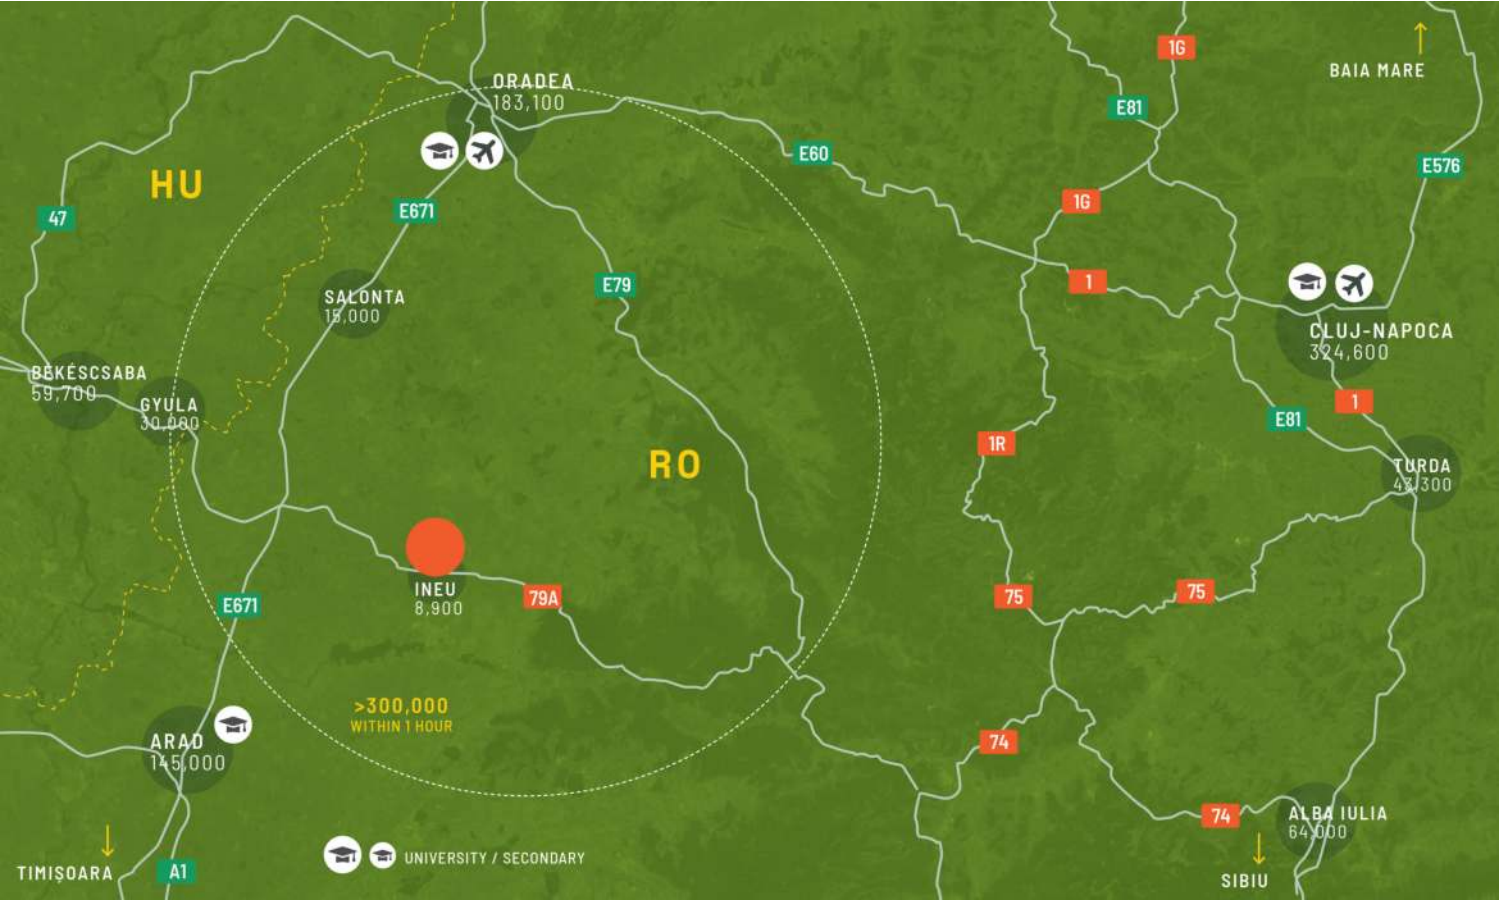 1G
BAIA MARE
ORADEA
183,100
E81
E60
E576
HU
1G
47
E671
E79
1
SALONTA
15,000
CLUJ-NAPOCA
324,600
BÉKÉSCSABA
59,700
GYULA
30,000
1
E81
1R
RO
TURDA
43,300
INEU
8,900
79A
E671
75
75
>300,000
WITHIN 1 HOUR
ARAD
145,000
74
74
ALBA IULIA
64,000
TIMIȘOARA
A1
UNIVERSITY / SECONDARY
SIBIU